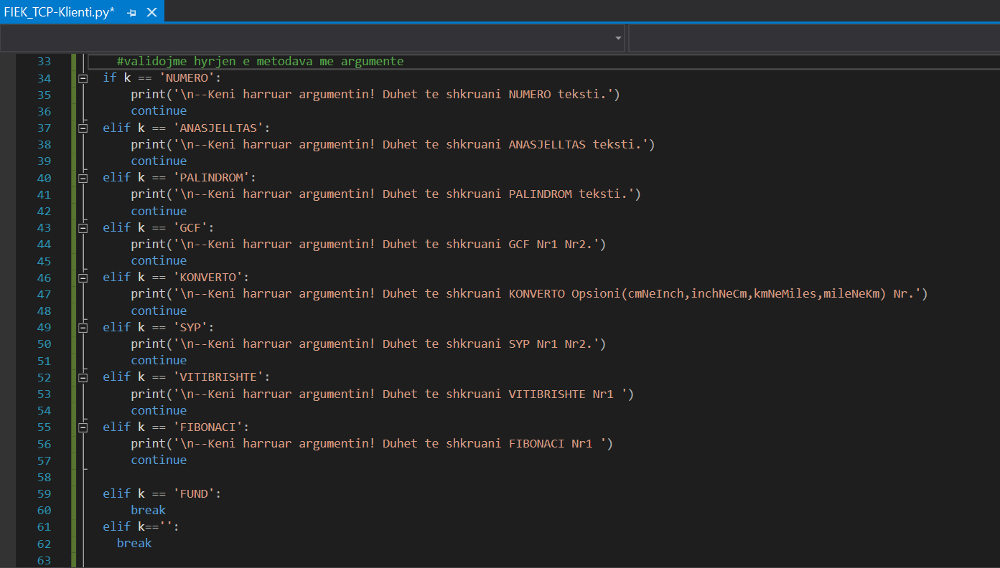 FIEK_TCP-Klienti.py*
33 #validojme hyrjen e metodava me argumente
34 if k == 'NUMERO':
35 print('\n--Keni harruar argumentin! Duhet te shkruani NUMERO teksti.')
36 continue
37 elif k == 'ANASJELLTAS':
38 print('\n--Keni harruar argumentin! Duhet te shkruani ANASJELLTAS teksti.')
39 continue
40 elif k == 'PALINDROM':
41 print('\n--Keni harruar argumentin! Duhet te shkruani PALINDROM teksti.')
42 continue
43 elif k == 'GCF':
44 print('\n--Keni harruar argumentin! Duhet te shkruani GCF Nr1 Nr2.')
45 continue
46 elif k == 'KONVERTO':
47 print('\n--Keni harruar argumentin! Duhet te shkruani KONVERTO Opsioni(cmNeInch,inchNeCm,kmNeMiles,mileNeKm) Nr.')
48 continue
49 elif k == 'SYP':
50 print('\n--Keni harruar argumentin! Duhet te shkruani SYP Nr1 Nr2.')
51 continue
52 elif k == 'VITIBRISHTE':
53 print('\n--Keni harruar argumentin! Duhet te shkruani VITIBRISHTE Nr1 ')
54 continue
55 elif k == 'FIBONACI':
56 print('\n--Keni harruar argumentin! Duhet te shkruani FIBONACI Nr1 ')
57 continue
58
59 elif k == 'FUND':
60 break
61 elif k=='':
62 break
63